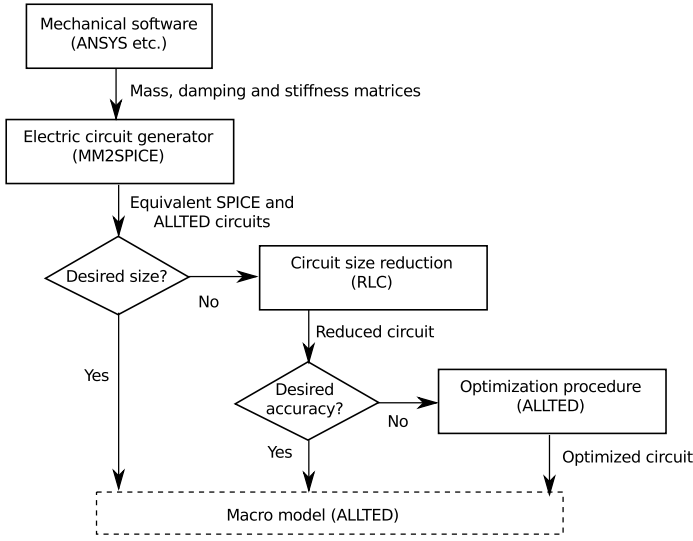 Mechanical software
(ANSYS etc.)
Mass, damping and stiffness matrices
Electric circuit generator
(MM2SPICE)
Equivalent SPICE and
ALLTED circuits
Desired size?
No
Circuit size reduction
(RLC)
Reduced circuit
Yes
Desired
accuracy?
No
Optimization procedure
(ALLTED)
Yes
Optimized circuit
Macro model (ALLTED)